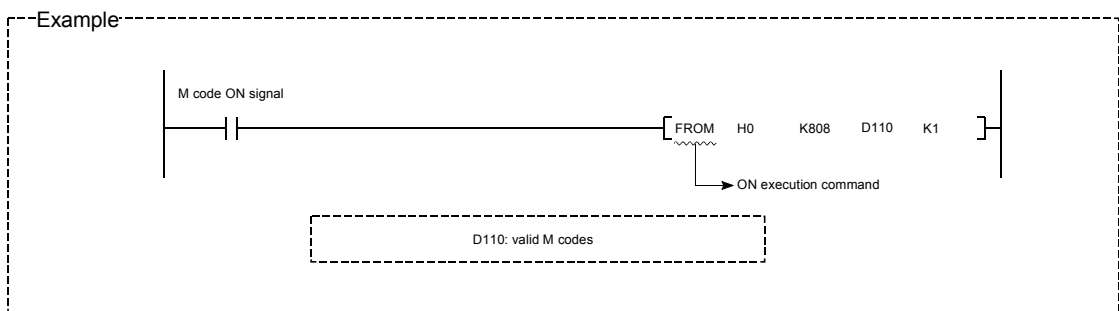 Example
M code ON signal
FROM H0 K808 D110 K1
ON execution command
D110: valid M codes